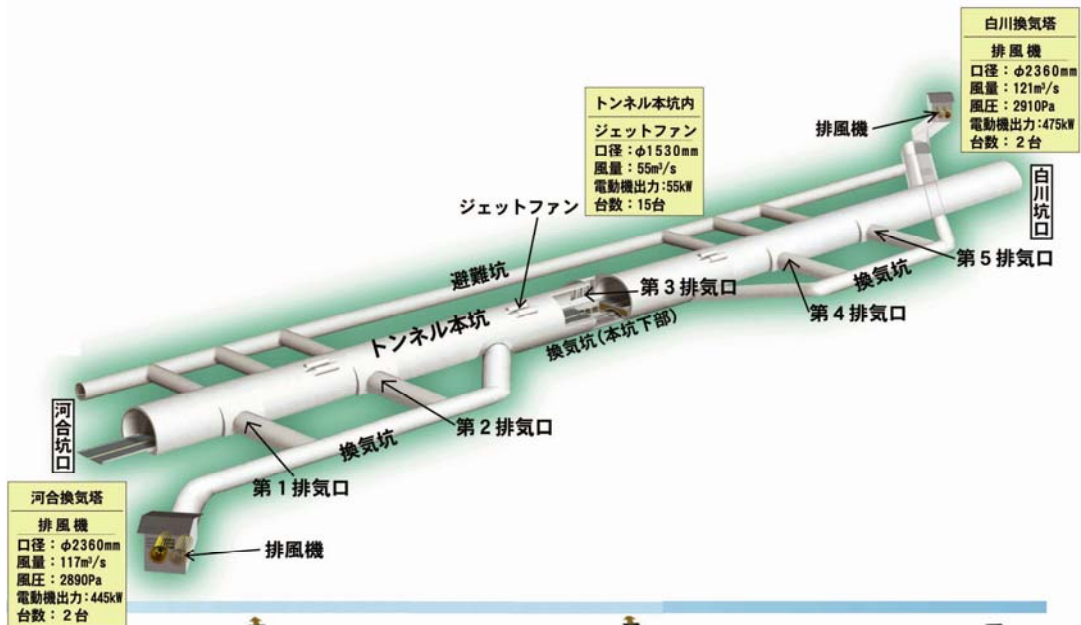 白川換気塔
排風機
口径：φ2360mm
風量：121m³/s
風圧：2910Pa
電動機出力：475kW
台数：2台
トンネル本坑内
ジェットファン
口径：φ1530mm
風量：55m³/s
電動機出力：55kW
台数：15台
排風機
白川坑口
ジェットファン
避難坑
第3排気口
第5排気口
換気坑
第4排気口
トンネル本坑
換気坑(本坑下部)
河合坑口
第2排気口
換気坑
第1排気口
河合換気塔
排風機
口径：φ2360mm
風量：117m³/s
風圧：2890Pa
電動機出力：445kW
台数：2台
排風機